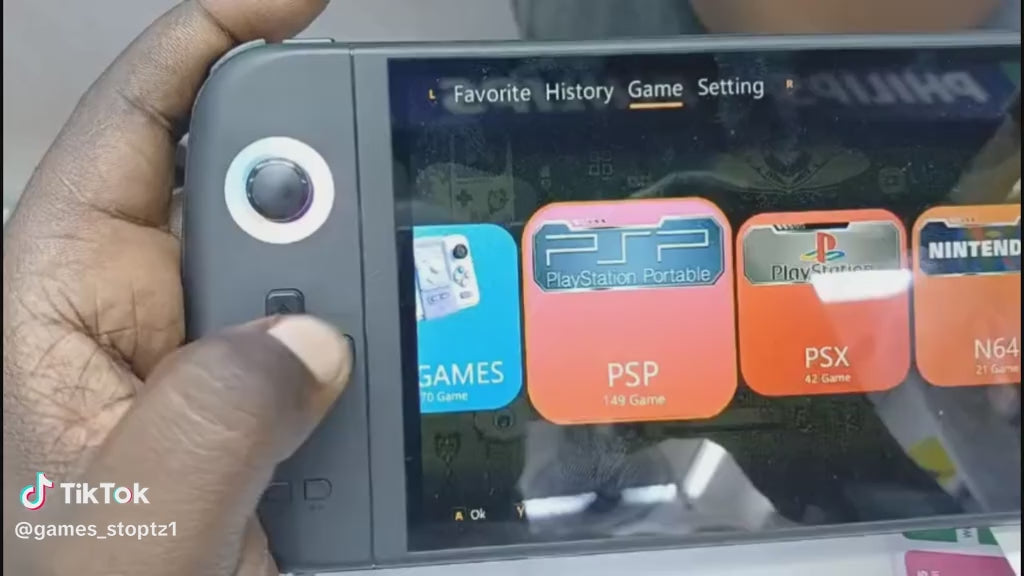 L Favorite History Game Setting R
PHILIPS
PSP
PlayStation Portable
PlayStation
NINTEND
GAMES
70 Game
PSP
149 Game
PSX
42 Game
N64
21 Game
A Ok
Y
TikTok
@games_stoptz1